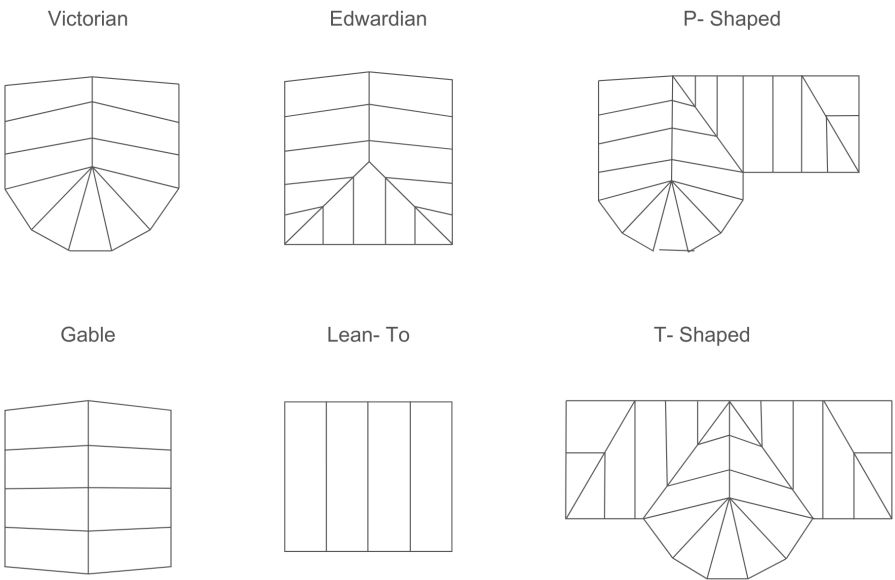 Victorian
Edwardian
P- Shaped
Gable
Lean- To
T- Shaped